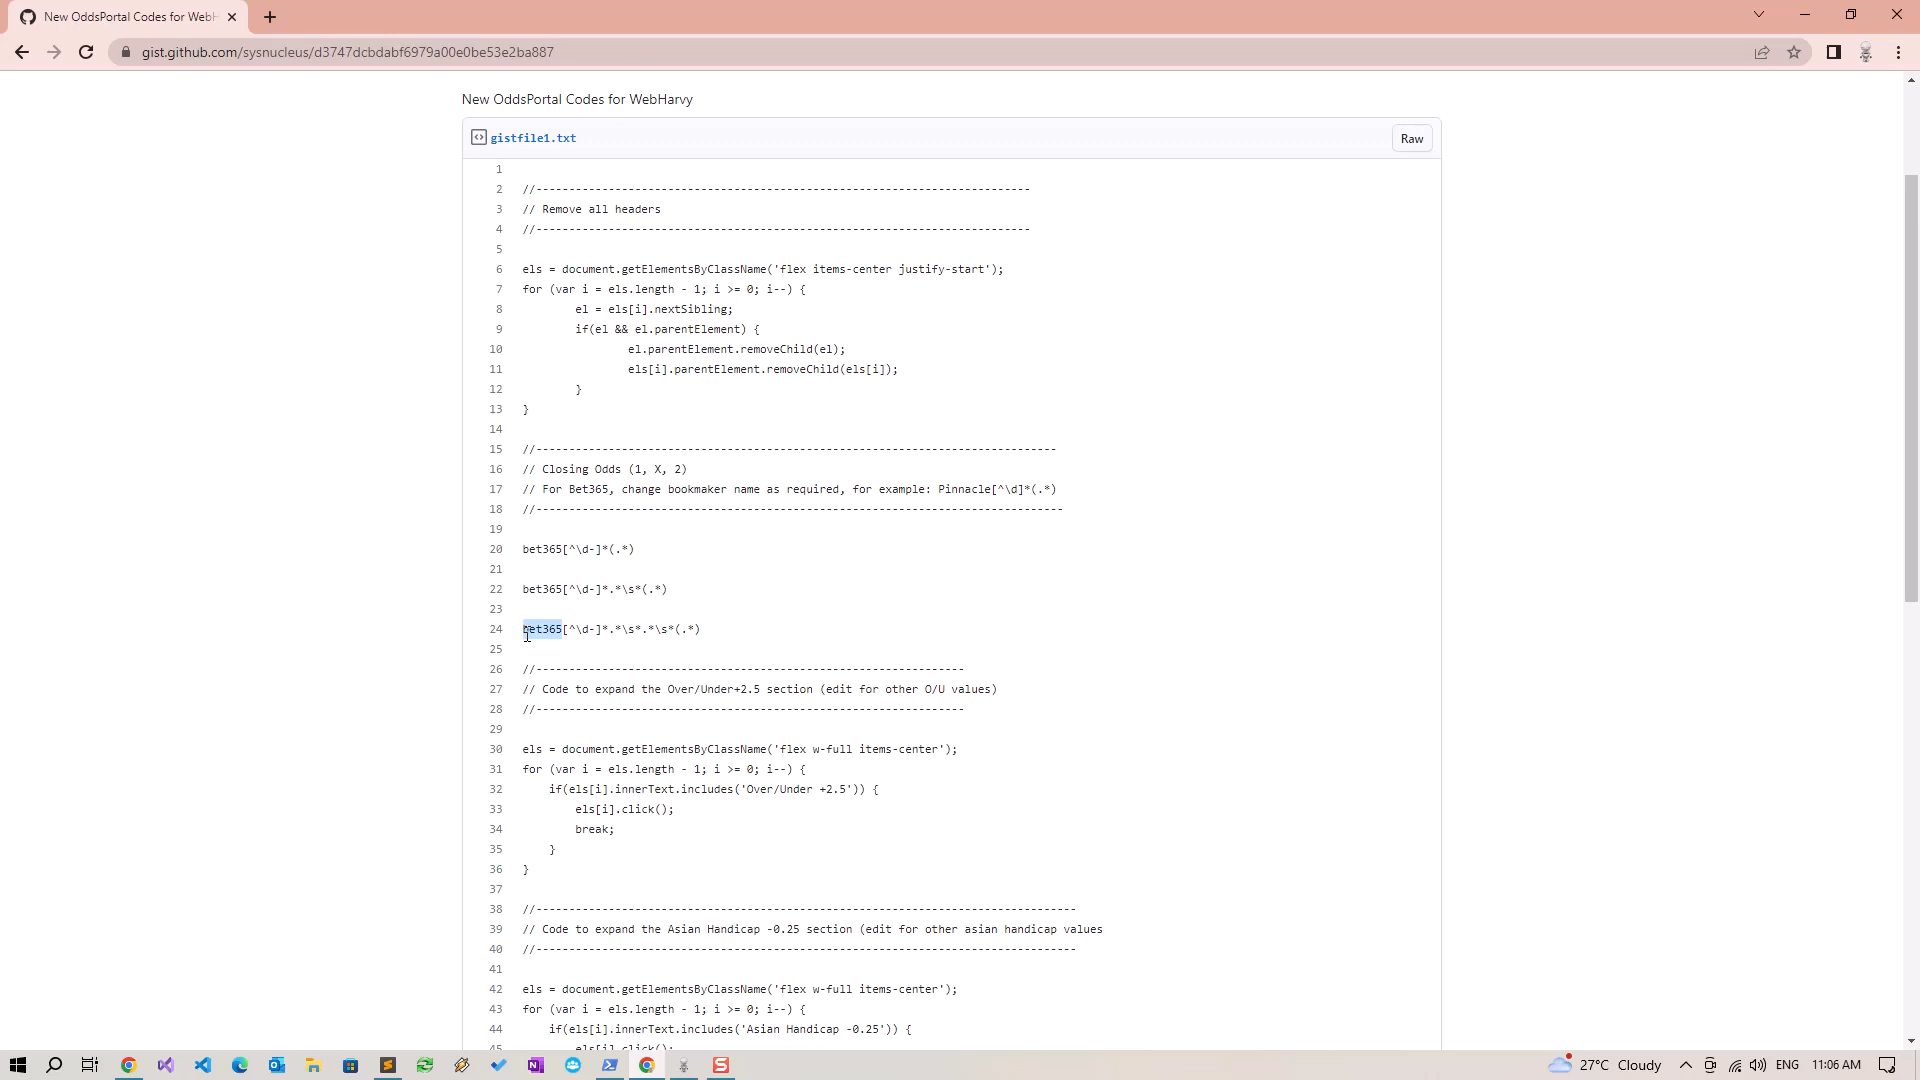 New OddsPortal Codes for WebH
gist.github.com/sysnucleus/d3747dcbdabf6979a00e0be53e2ba887
New OddsPortal Codes for WebHarvy
gistfile1.txt
Raw
1
2 //---------------------------------------------------------------------------
3 // Remove all headers
4 //---------------------------------------------------------------------------
5
6 els = document.getElementsByClassName('flex items-center justify-start');
7 for (var i = els.length - 1; i >= 0; i--) {
8 el = els[i].nextSibling;
9 if(el && el.parentElement) {
10 el.parentElement.removeChild(el);
11 els[i].parentElement.removeChild(els[i]);
12 }
13 }
14
15 //-------------------------------------------------------------------------------
16 // Closing Odds (1, X, 2)
17 // For Bet365, change bookmaker name as required, for example: Pinnacle[^\d]*(.*)
18 //--------------------------------------------------------------------------------
19
20 bet365[^\d-]*(.*)
21
22 bet365[^\d-]*.*\s*(.*)
23
24 bet365[^\d-]*.*\s*.*\s*(.*)
25
26 //-----------------------------------------------------------------
27 // Code to expand the Over/Under+2.5 section (edit for other O/U values)
28 //-----------------------------------------------------------------
29
30 els = document.getElementsByClassName('flex w-full items-center');
31 for (var i = els.length - 1; i >= 0; i--) {
32 if(els[i].innerText.includes('Over/Under +2.5')) {
33 els[i].click();
34 break;
35 }
36 }
37
38 //----------------------------------------------------------------------------------
39 // Code to expand the Asian Handicap -0.25 section (edit for other asian handicap values
40 //----------------------------------------------------------------------------------
41
42 els = document.getElementsByClassName('flex w-full items-center');
43 for (var i = els.length - 1; i >= 0; i--) {
44 if(els[i].innerText.includes('Asian Handicap -0.25')) {
45 els[i].click();
27°C Cloudy
ENG
11:06 AM